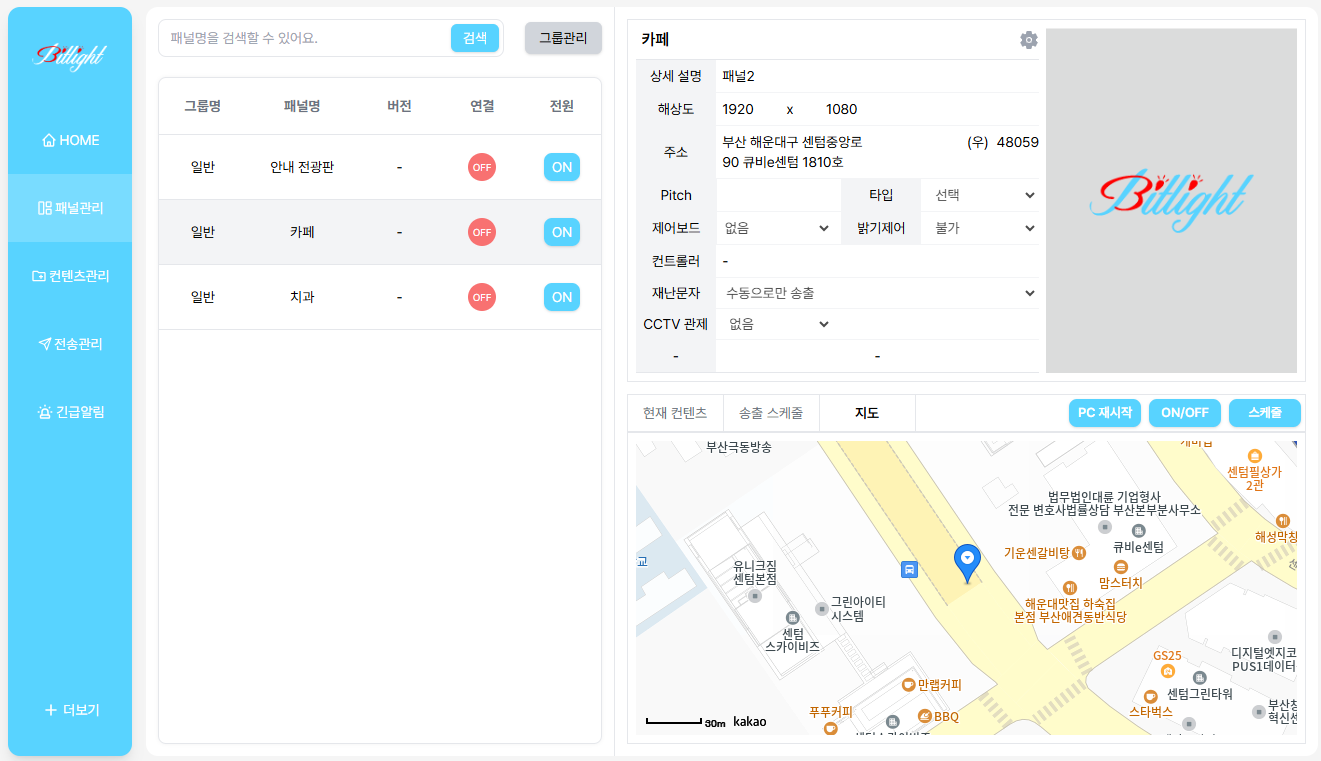 Bitlight
HOME
패널관리
컨텐츠관리
전송관리
긴급알림
더보기
패널명을 검색할 수 있어요.
검색
그룹관리
그룹명 패널명 버전 연결 전원
일반 안내 전광판 - OFF ON
일반 카페 - OFF ON
일반 치과 - OFF ON
카페
상세 설명 패널2
해상도 1920 x 1080
주소 부산 해운대구 센텀중앙로 (우) 48059
90 큐비e센텀 1810호
Pitch 타입 선택
제어보드 없음 밝기제어 불가
컨트롤러 -
재난문자 수동으로만 송출
CCTV 관제 없음
- -
Bitlight
현재 컨텐츠 송출 스케줄 지도
PC 재시작 ON/OFF 스케줄
부산극동방송
센텀필상가
2관
법무법인대륜 기업형사
전문 변호사법률상담 부산본부분사무소
해성막창
큐비e센텀
기운센갈비탕
교
유니크짐
센텀본점
맘스터치
해운대맛집 하숙집
본점 부산애견동반식당
그린아이티
시스템
센텀
스카이비즈
디지털엣지코
PUS1데이터
GS25
만랩커피
센텀그린타워
스타벅스
푸푸커피
BBQ
부산창
혁신센
30m kakao